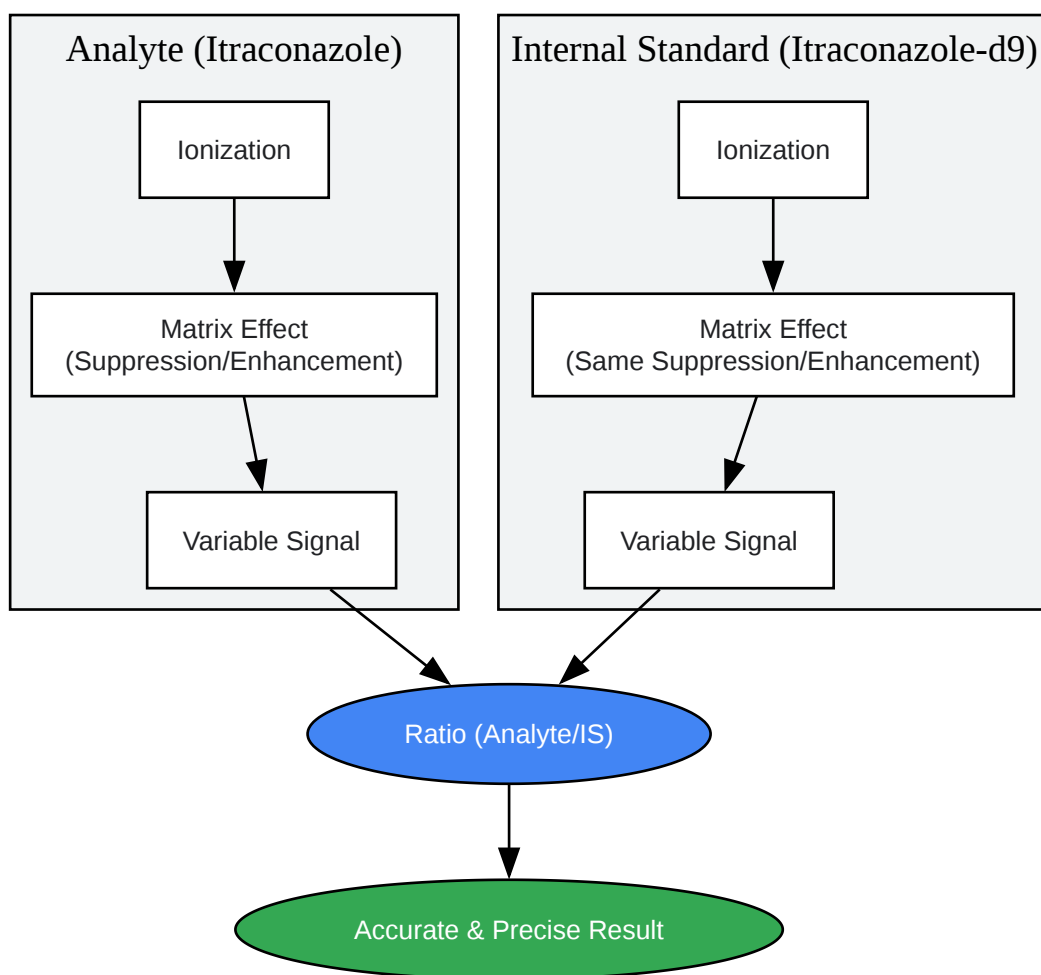 Analyte (Itraconazole)
Ionization
Matrix Effect
(Suppression/Enhancement)
Variable Signal
Internal Standard (Itraconazole-d9)
Ionization
Matrix Effect
(Same Suppression/Enhancement)
Variable Signal
Ratio (Analyte/IS)
Accurate & Precise Result